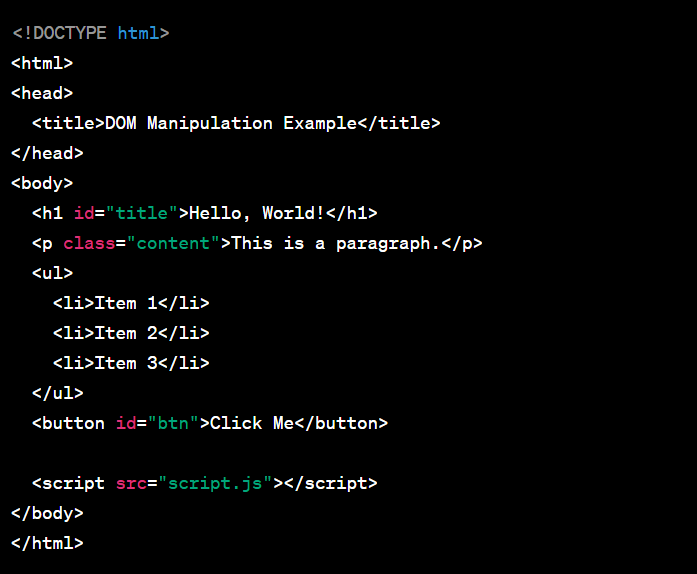 <!DOCTYPE html>
<html>
<head>
  <title>DOM Manipulation Example</title>
</head>
<body>
  <h1 id="title">Hello, World!</h1>
  <p class="content">This is a paragraph.</p>
  <ul>
    <li>Item 1</li>
    <li>Item 2</li>
    <li>Item 3</li>
  </ul>
  <button id="btn">Click Me</button>

  <script src="script.js"></script>
</body>
</html>